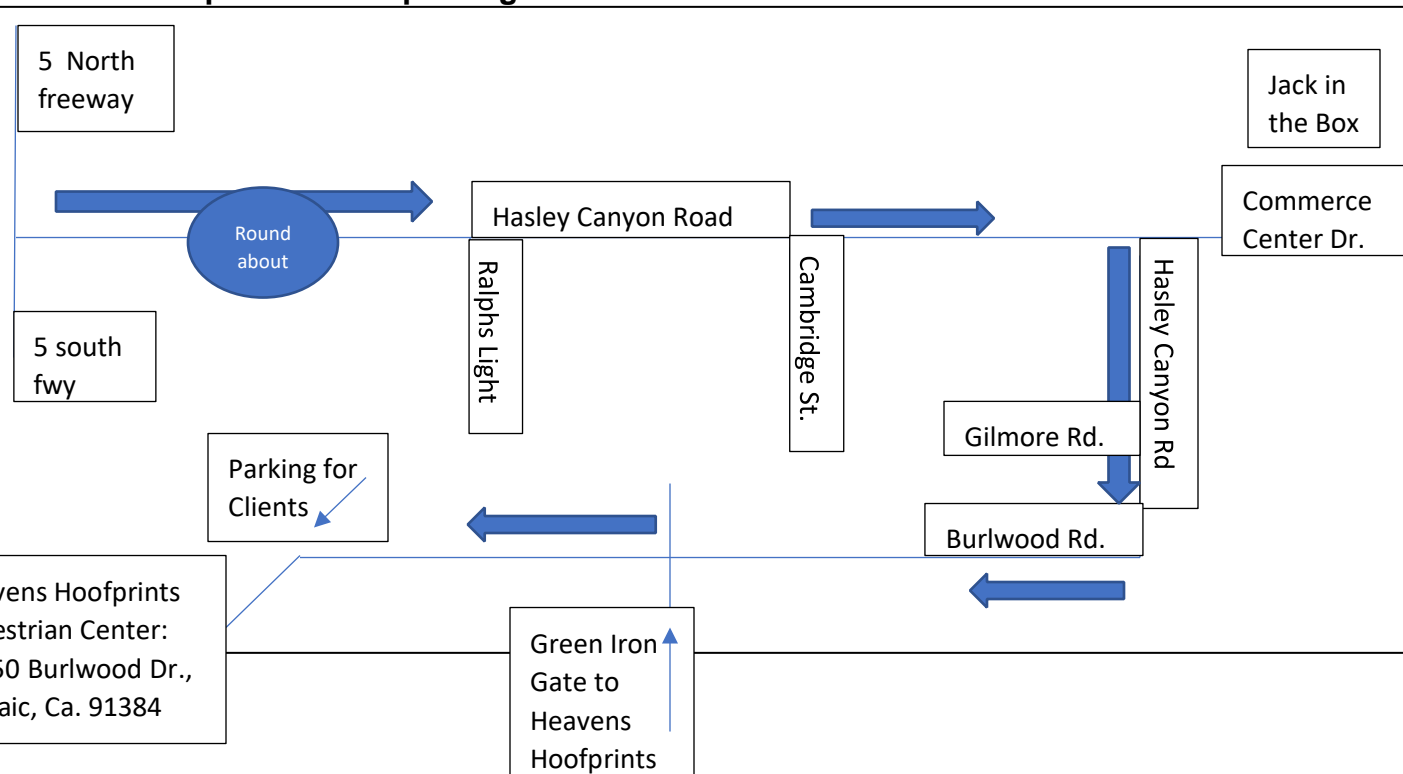 5 North
freeway
Jack in
the Box
Commerce
Center Dr.
Hasley Canyon Road
Round
about
Ralphs Light
Cambridge St.
Hasley Canyon Rd
5 south
fwy
Gilmore Rd.
Parking for
Clients
Burlwood Rd.
Hoofprints
Center:
Burlwood Dr.,
Ca. 91384
Green Iron
Gate to
Heavens
Hoofprints